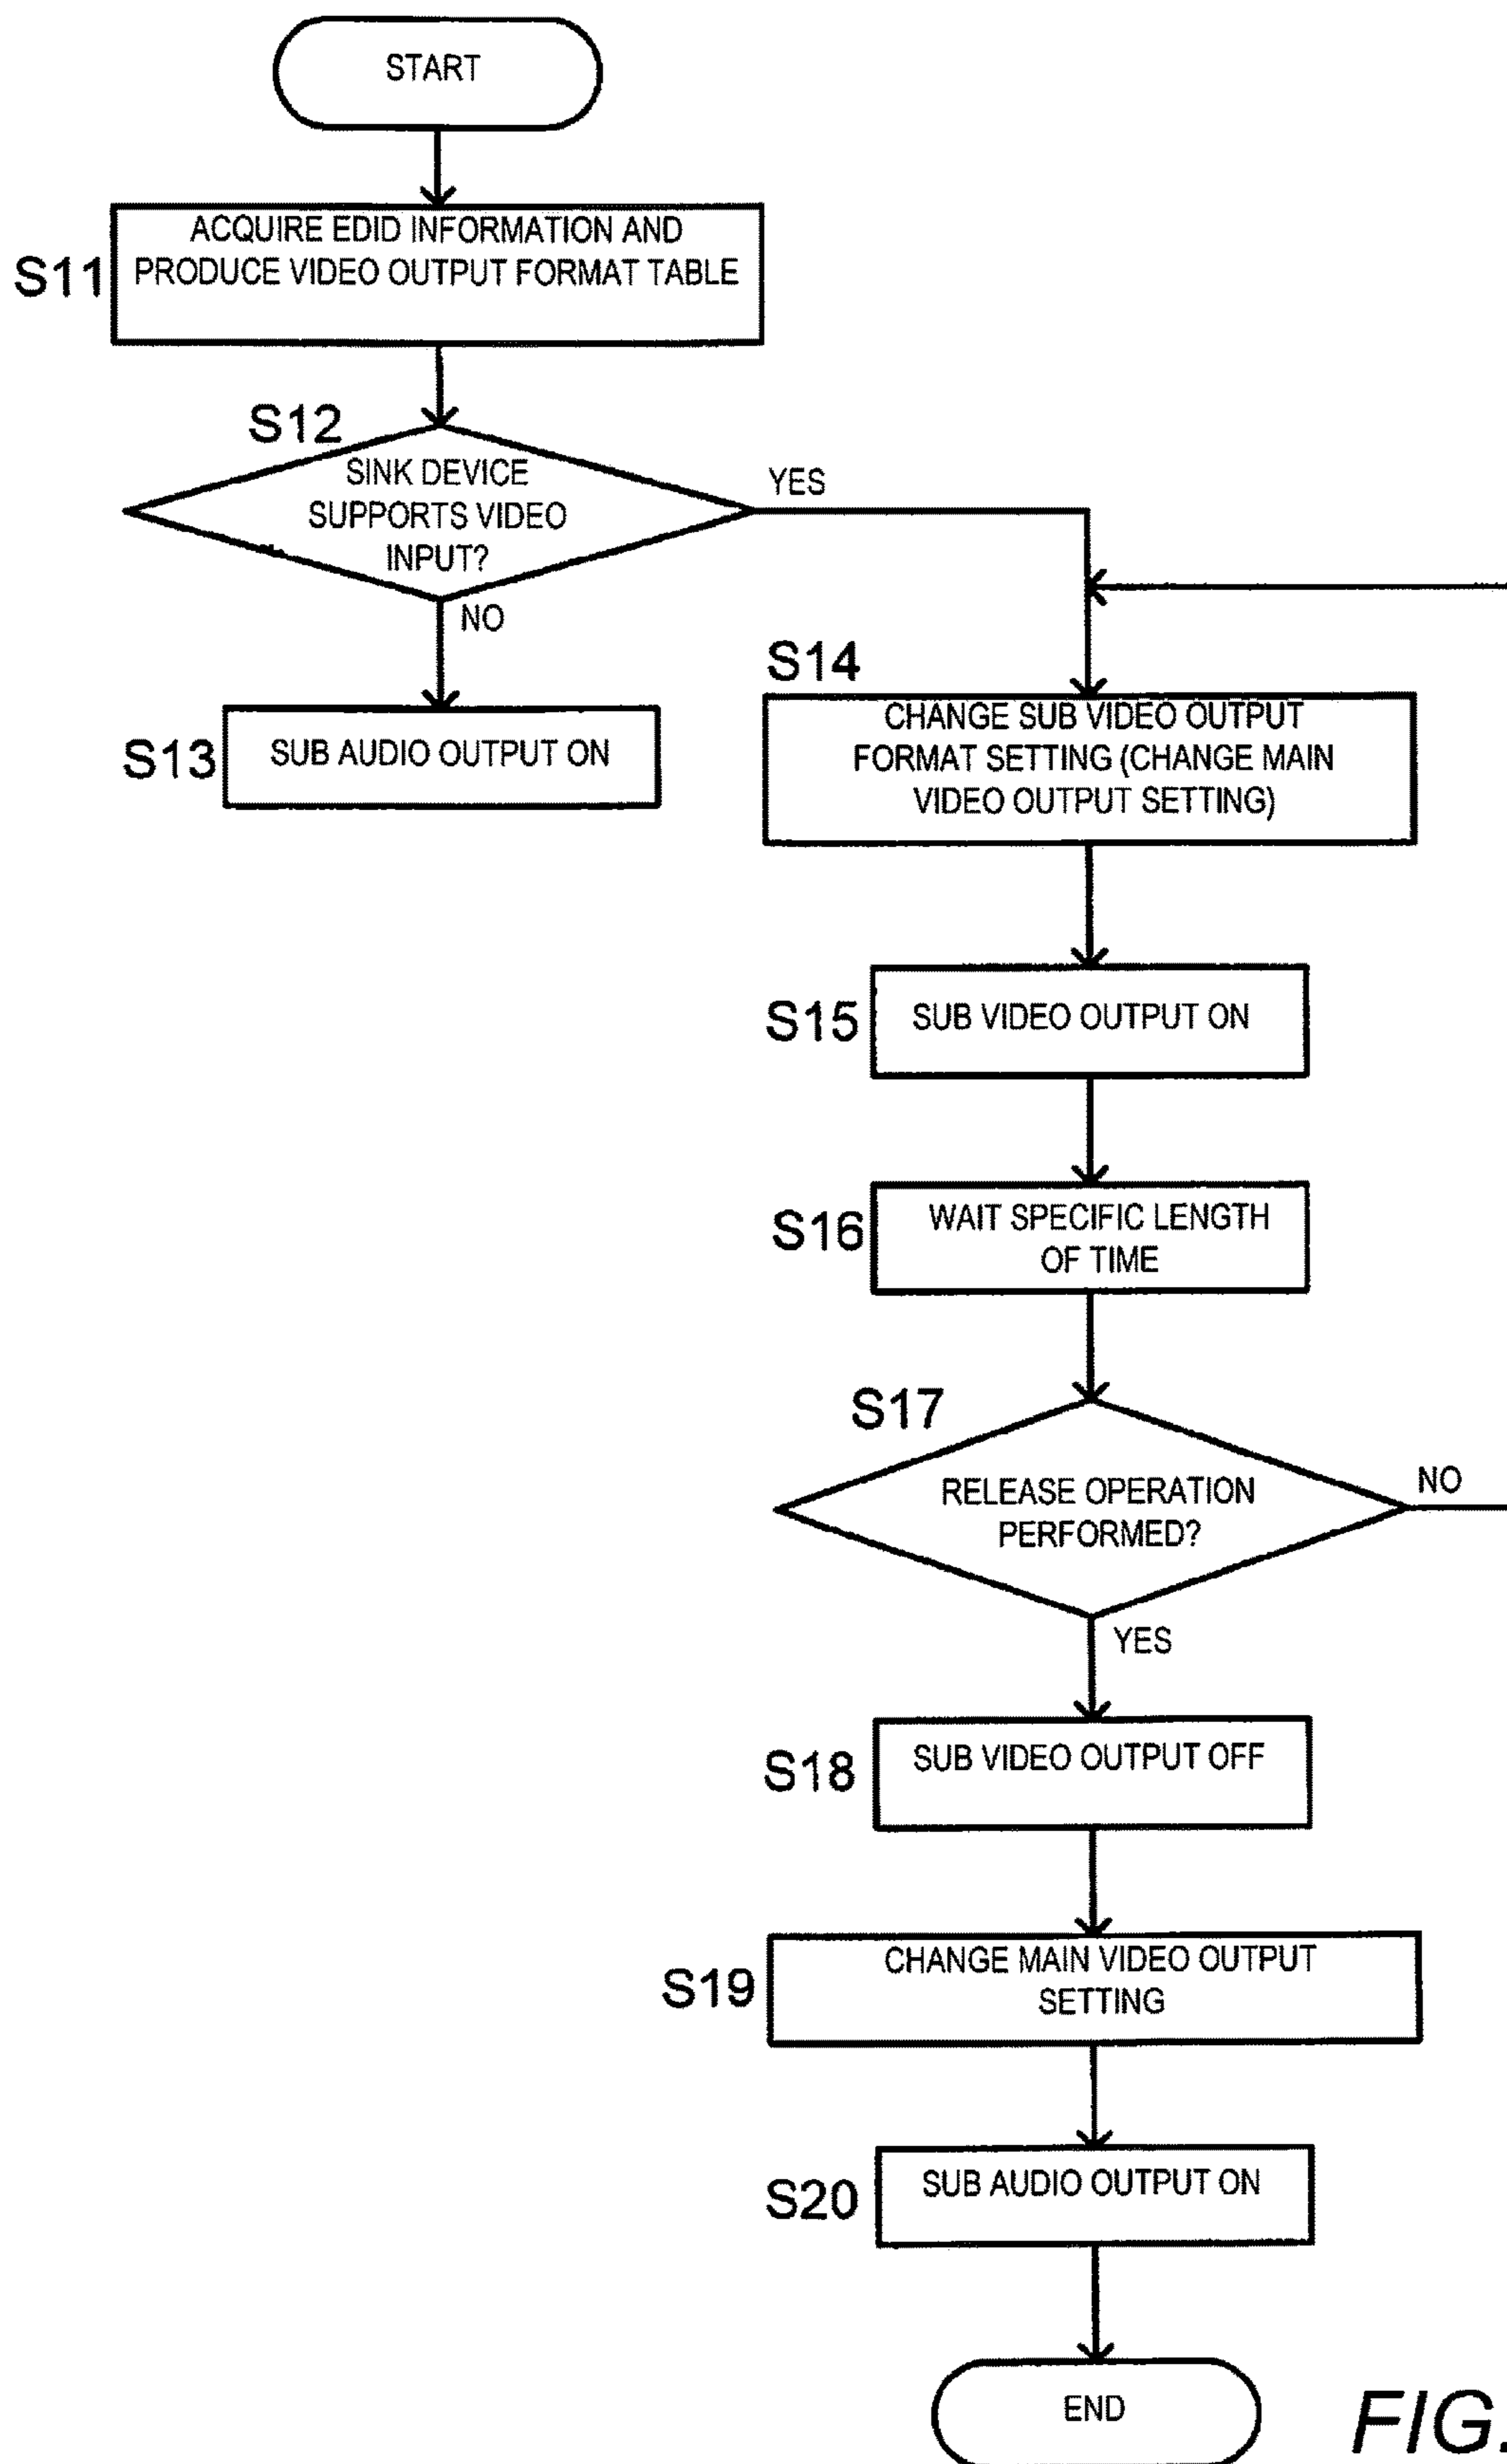 START
S11
ACQUIRE EDID INFORMATION AND
PRODUCE VIDEO OUTPUT FORMAT TABLE
S12
SINK DEVICE
SUPPORTS VIDEO
INPUT?
YES
NO
S13
SUB AUDIO OUTPUT ON
S14
CHANGE SUB VIDEO OUTPUT
FORMAT SETTING (CHANGE MAIN
VIDEO OUTPUT SETTING)
S15
SUB VIDEO OUTPUT ON
S16
WAIT SPECIFIC LENGTH
OF TIME
S17
RELEASE OPERATION
PERFORMED?
NO
YES
S18
SUB VIDEO OUTPUT OFF
S19
CHANGE MAIN VIDEO OUTPUT
SETTING
S20
SUB AUDIO OUTPUT ON
END
FIG.